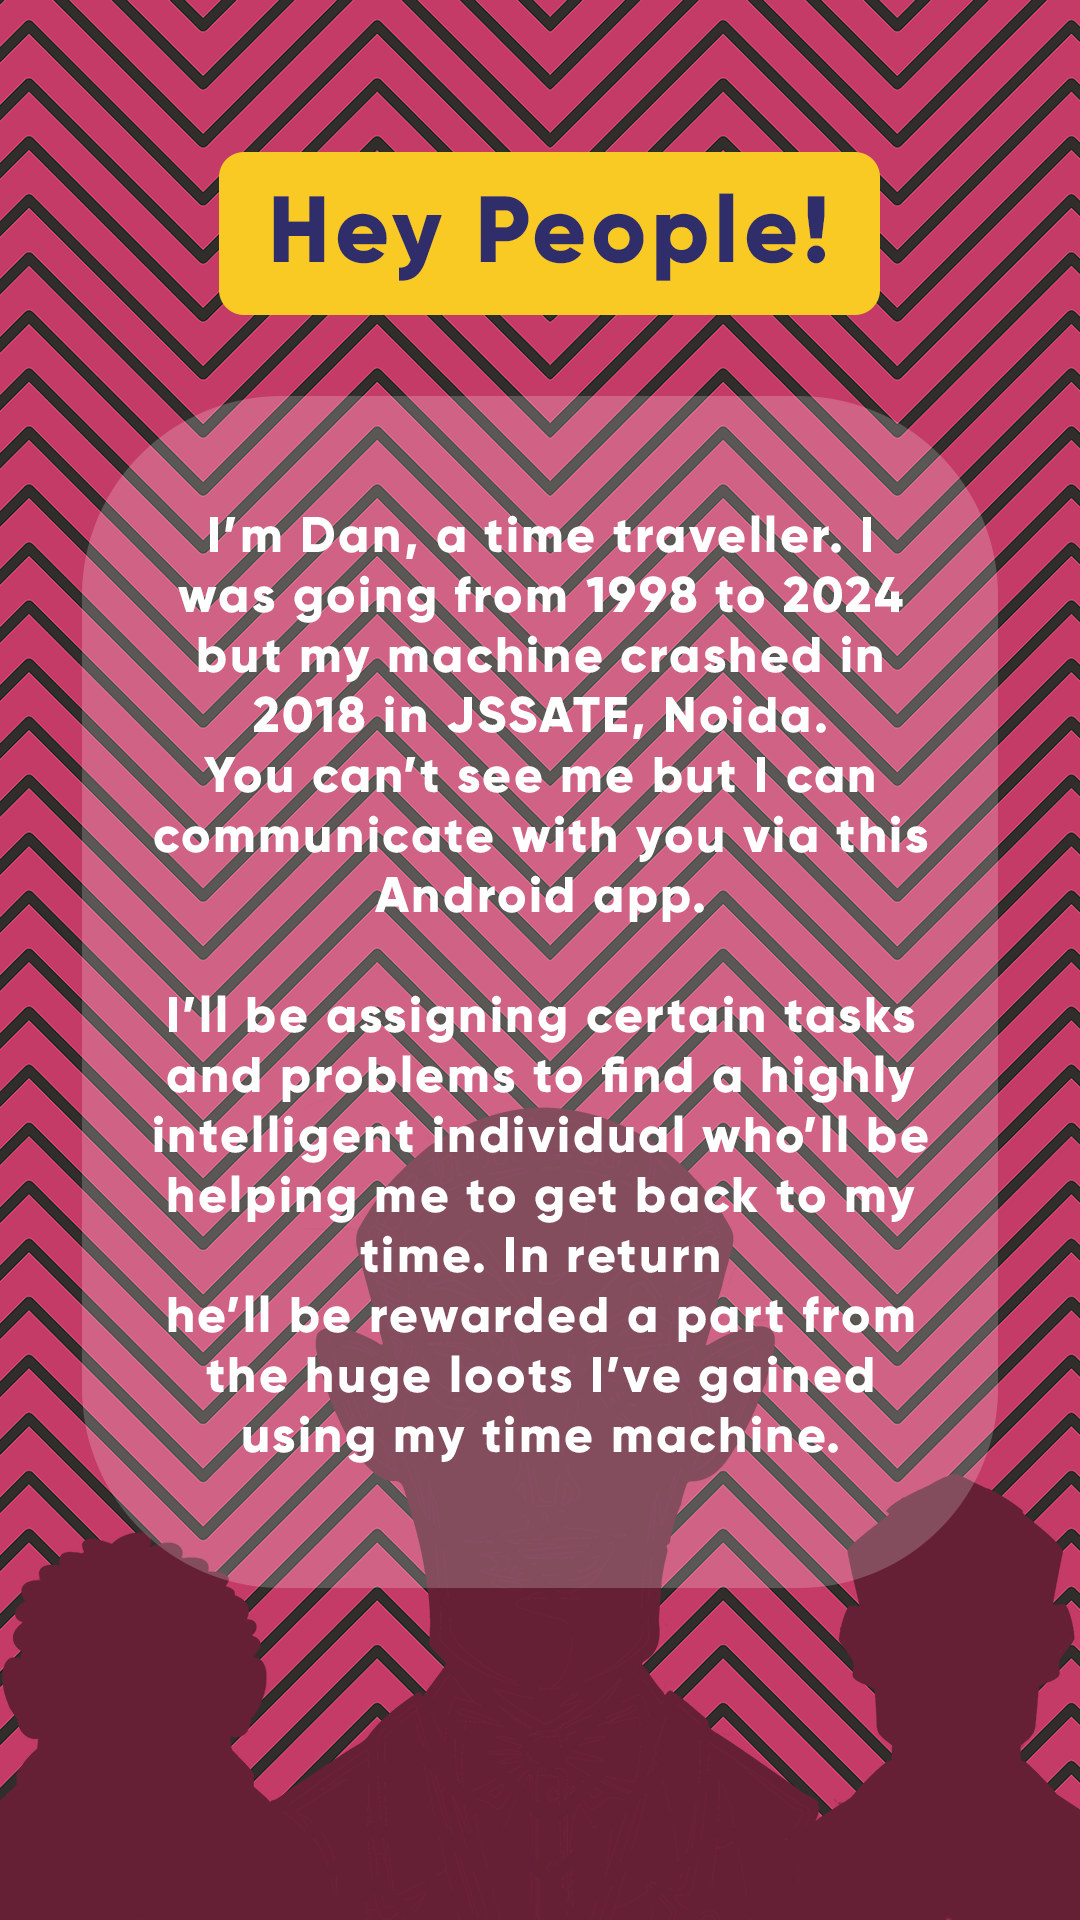 Hey People!
I’m Dan, a time traveller. I
was going from 1998 to 2024
but my machine crashed in
2018 in JSSATE, Noida.
You can’t see me but I can
communicate with you via this
Android app.
I’ll be assigning certain tasks
and problems to find a highly
intelligent individual who’ll be
helping me to get back to my
time. In return
he’ll be rewarded a part from
the huge loots I’ve gained
using my time machine.